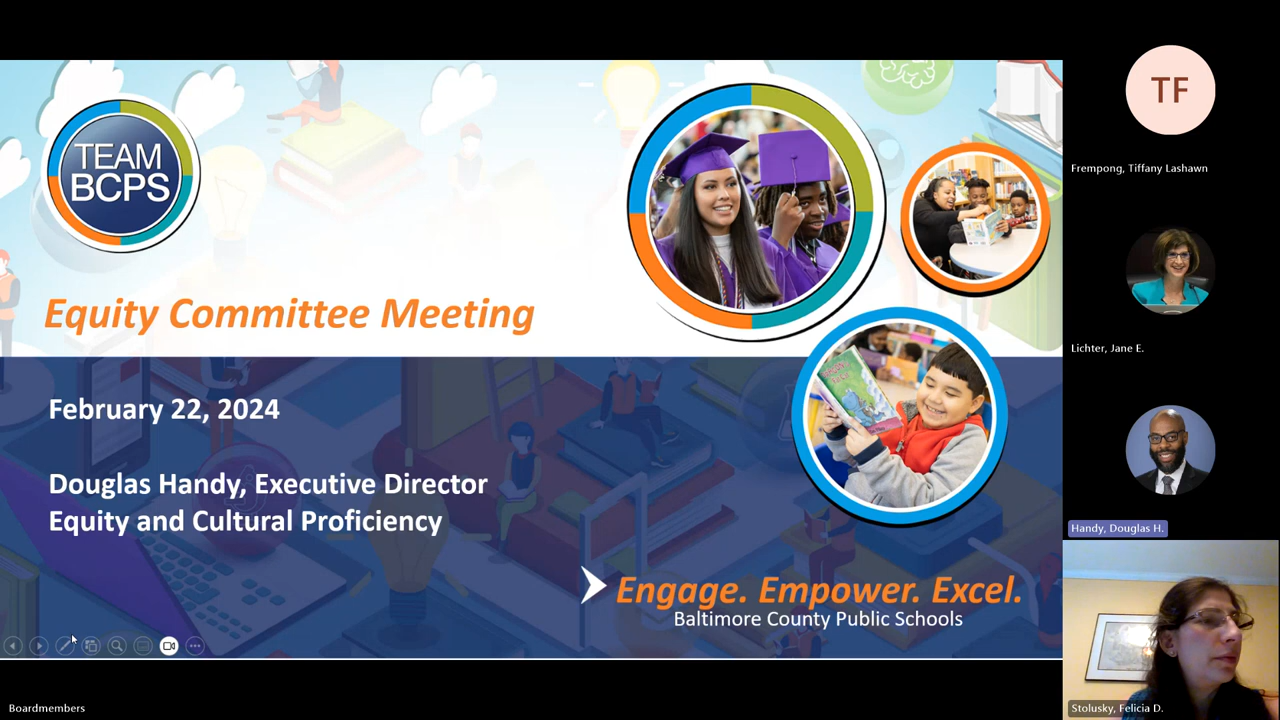 TEAM
BCPS
Equity Committee Meeting
February 22, 2024
Douglas Handy, Executive Director
Equity and Cultural Proficiency
Engage. Empower. Excel.
Baltimore County Public Schools
TF
Frempong, Tiffany Lashawn
Lichter, Jane E.
Handy, Douglas H.
Stolusky, Felicia D.
Boardmembers